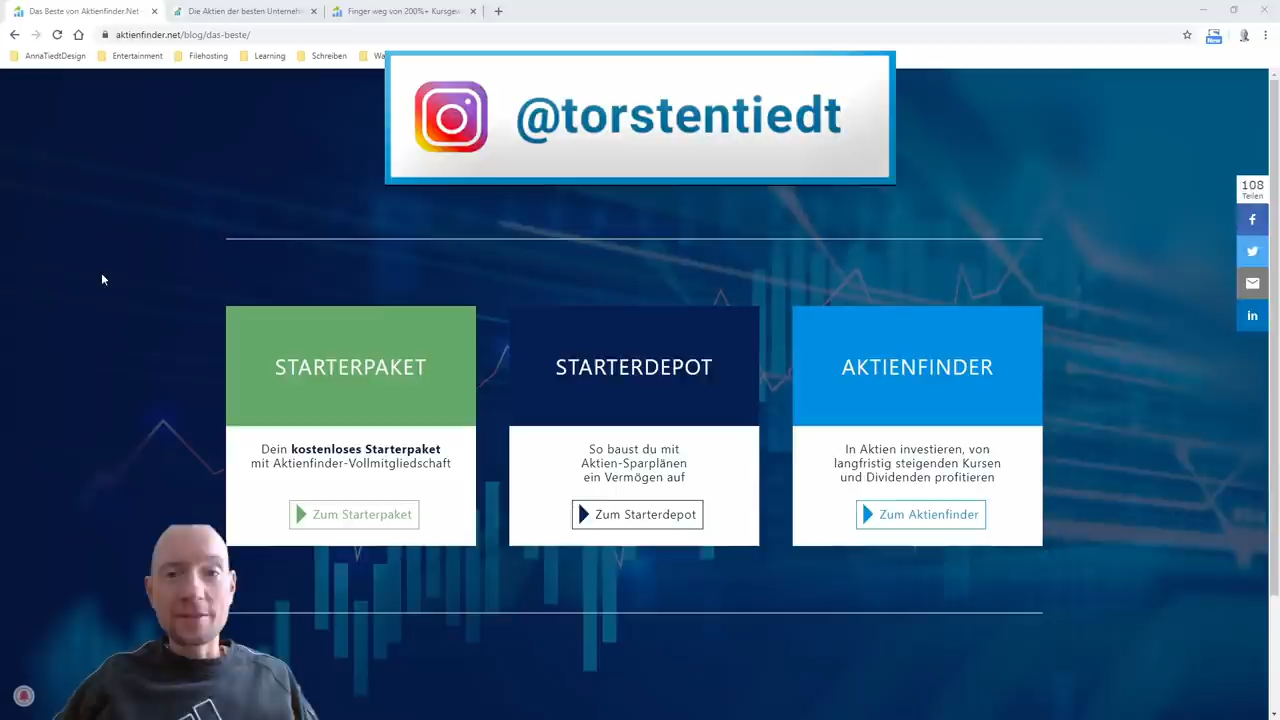 Das Beste von Aktienfinder.Net -
Die Aktien der besten Unterneh
Finger weg von 200%+ Kursgew
aktienfinder.net/blog/das-beste/
New
AnnaTiedtDesign
Entertainment
Filehosting
Learning
Schreiben
Wa
@torstentiedt
108
Teilen
STARTERPAKET
Dein kostenloses Starterpaket
mit Aktienfinder-Vollmitgliedschaft
Zum Starterpaket
STARTERDEPOT
So baust du mit
Aktien-Sparplänen
ein Vermögen auf
Zum Starterdepot
AKTIENFINDER
In Aktien investieren, von
langfristig steigenden Kursen
und Dividenden profitieren
Zum Aktienfinder